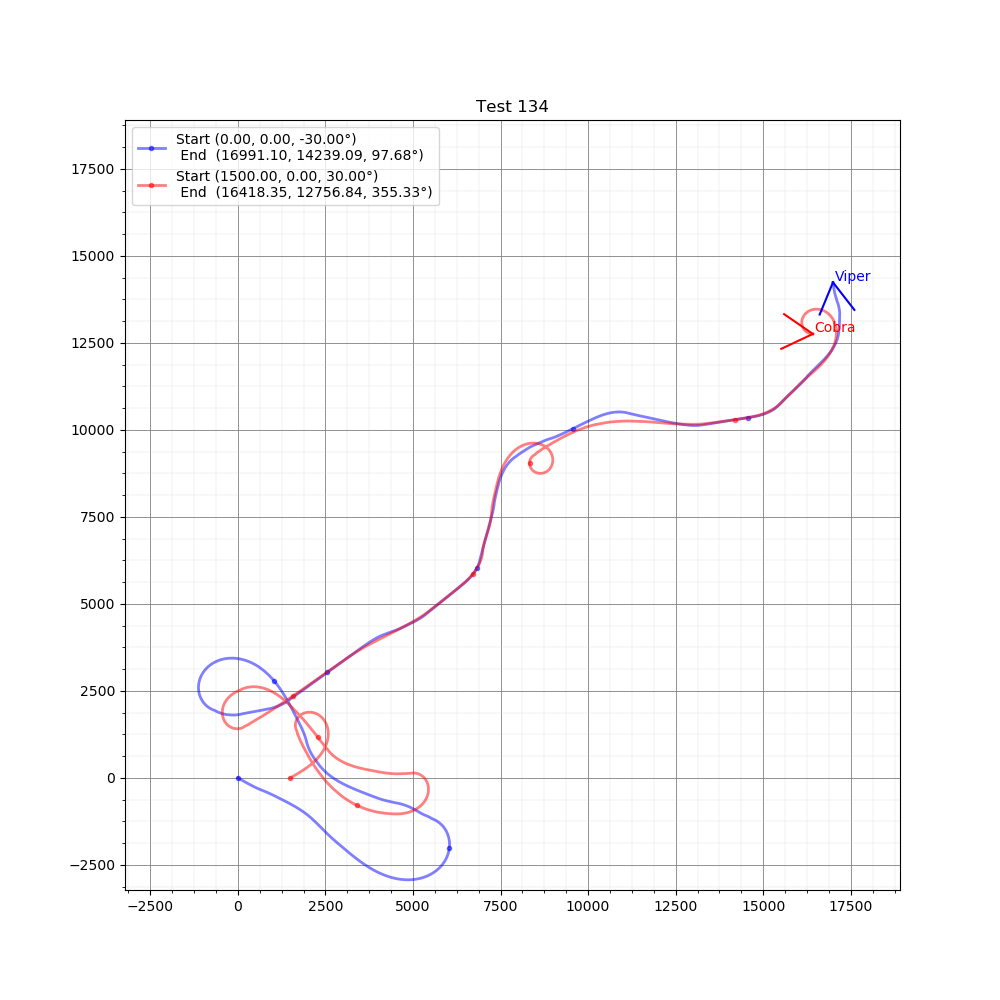 Test 134
Start (0.00, 0.00, -30.00°)
End  (16991.10, 14239.09, 97.68°)
Start (1500.00, 0.00, 30.00°)
End  (16418.35, 12756.84, 355.33°)
17500
15000
12500
10000
7500
5000
2500
0
−2500
Viper
Cobra
−2500 0 2500 5000 7500 10000 12500 15000 17500